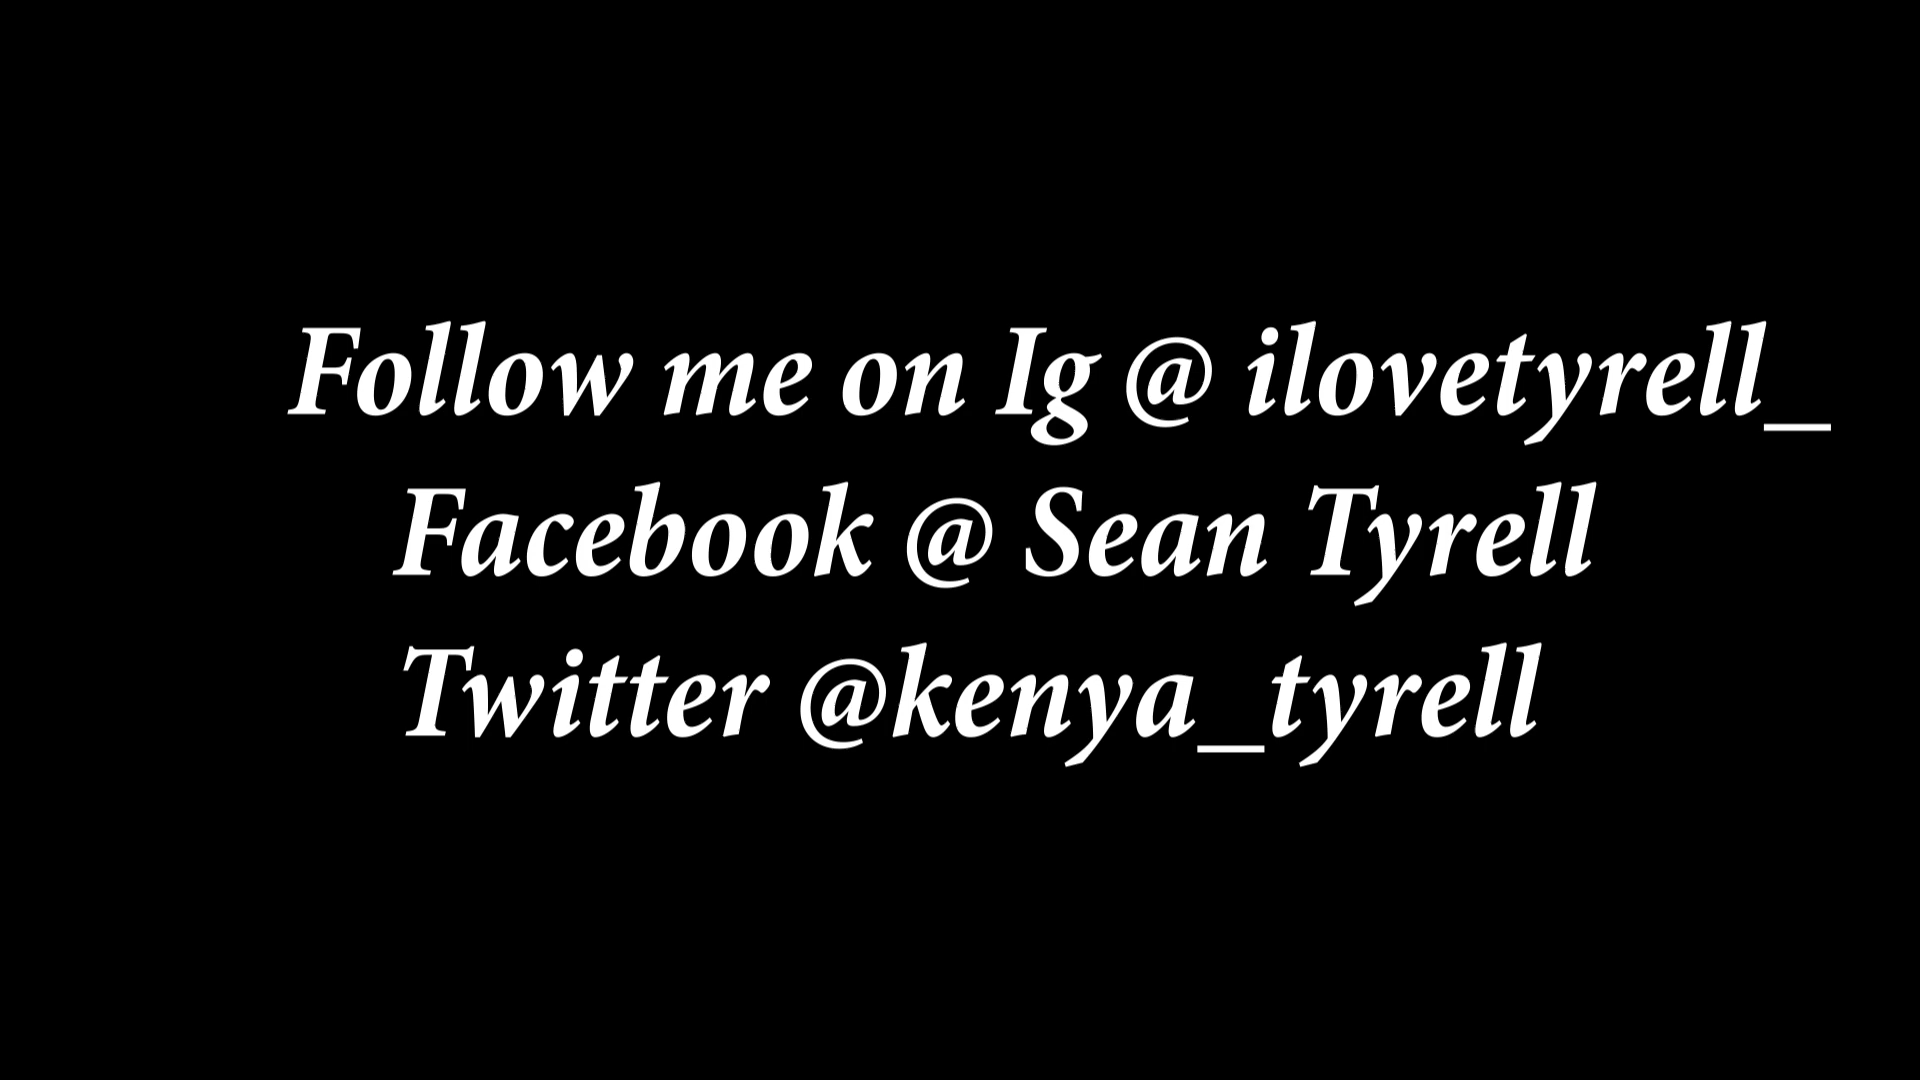 Follow me on Ig @ ilovetyrell_
Facebook @ Sean Tyrell
Twitter @kenya_tyrell